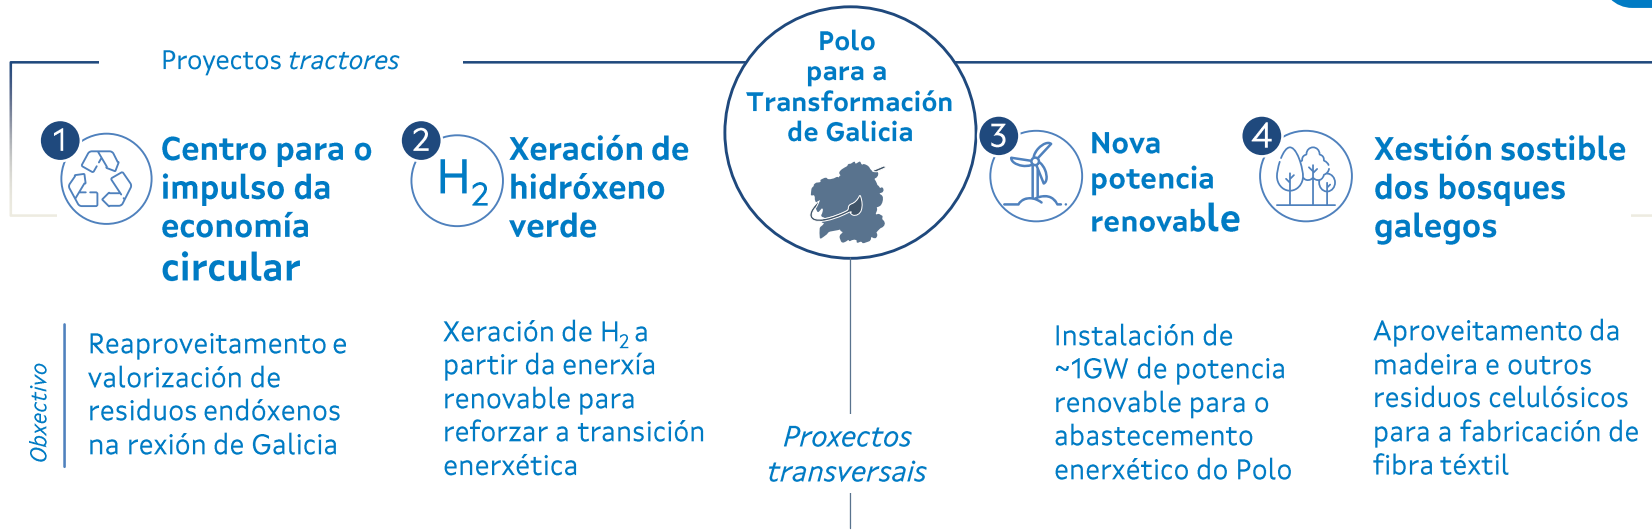 Proyectos tractores
Polo
para a
Transformación
de Galicia
1
Centro para o
impulso da
economía
circular
2
H2
Xeración de
hidróxeno
verde
3
Nova
potencia
renovable
4
Xestión sostible
dos bosques
galegos
Obxectivo
Reaproveitamento e
valorización de
residuos endóxenos
na rexión de Galicia
Xeración de H2 a
partir da enerxía
renovable para
reforzar a transición
enerxética
Proxectos
transversais
Instalación de
~1GW de potencia
renovable para o
abastecemento
enerxético do Polo
Aproveitamento da
madeira e outros
residuos celulósicos
para a fabricación de
fibra téxtil